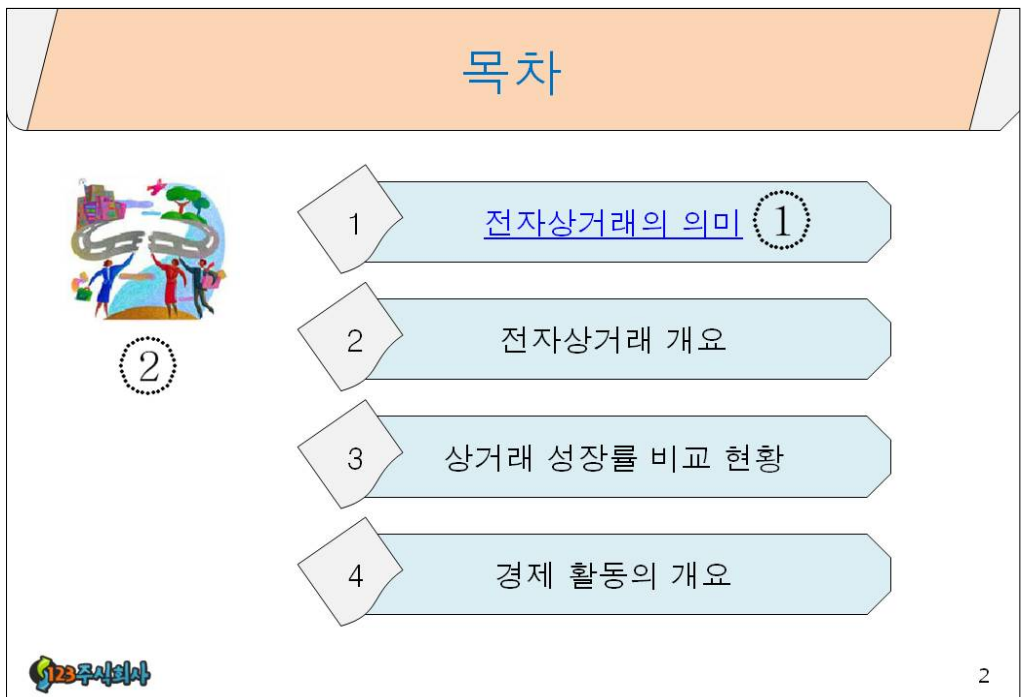 목차
1 전자상거래의 의미 ①
②
2 전자상거래 개요
3 상거래 성장률 비교 현황
4 경제 활동의 개요
123주식회사
2